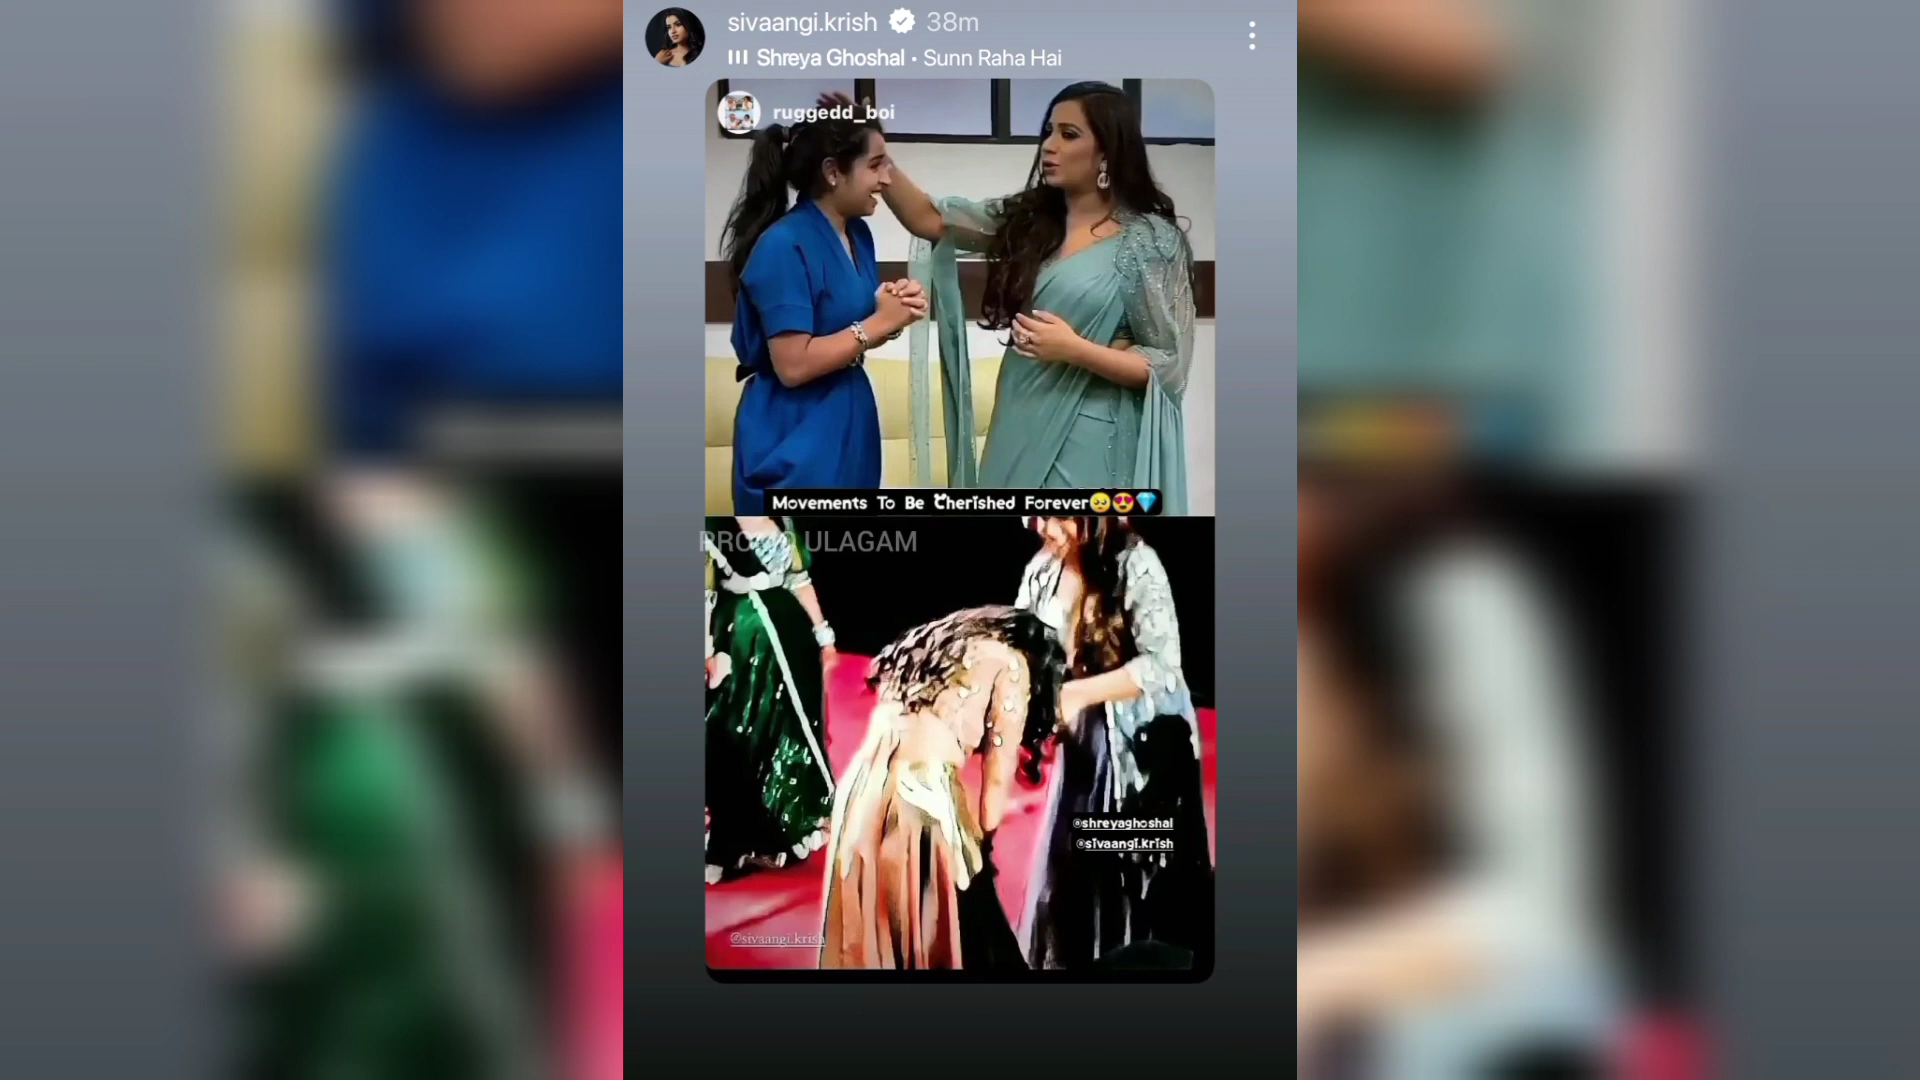 sivaangi.krish 38m
Shreya Ghoshal • Sunn Raha Hai
ruggedd_boi
Movements To Be Cherished Forever🥺😍💎
PROMO ULAGAM
@shreyaghoshal
@sivaangi.krish
@sivaangi.krish